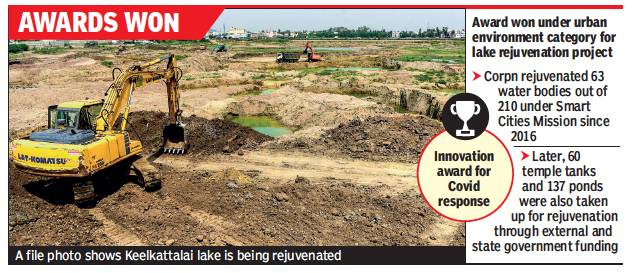 AWARDS WON
L&T-KOMATSU
A file photo shows Keelkattalai lake is being rejuvenated
Award won under urban
environment category for
lake rejuvenation project
Corpn rejuvenated 63
water bodies out of
210 under Smart
Cities Mission since
2016
Innovation
award for
Covid
response
Later, 60
temple tanks
and 137 ponds
were also taken
up for rejuvenation
through external and
state government funding